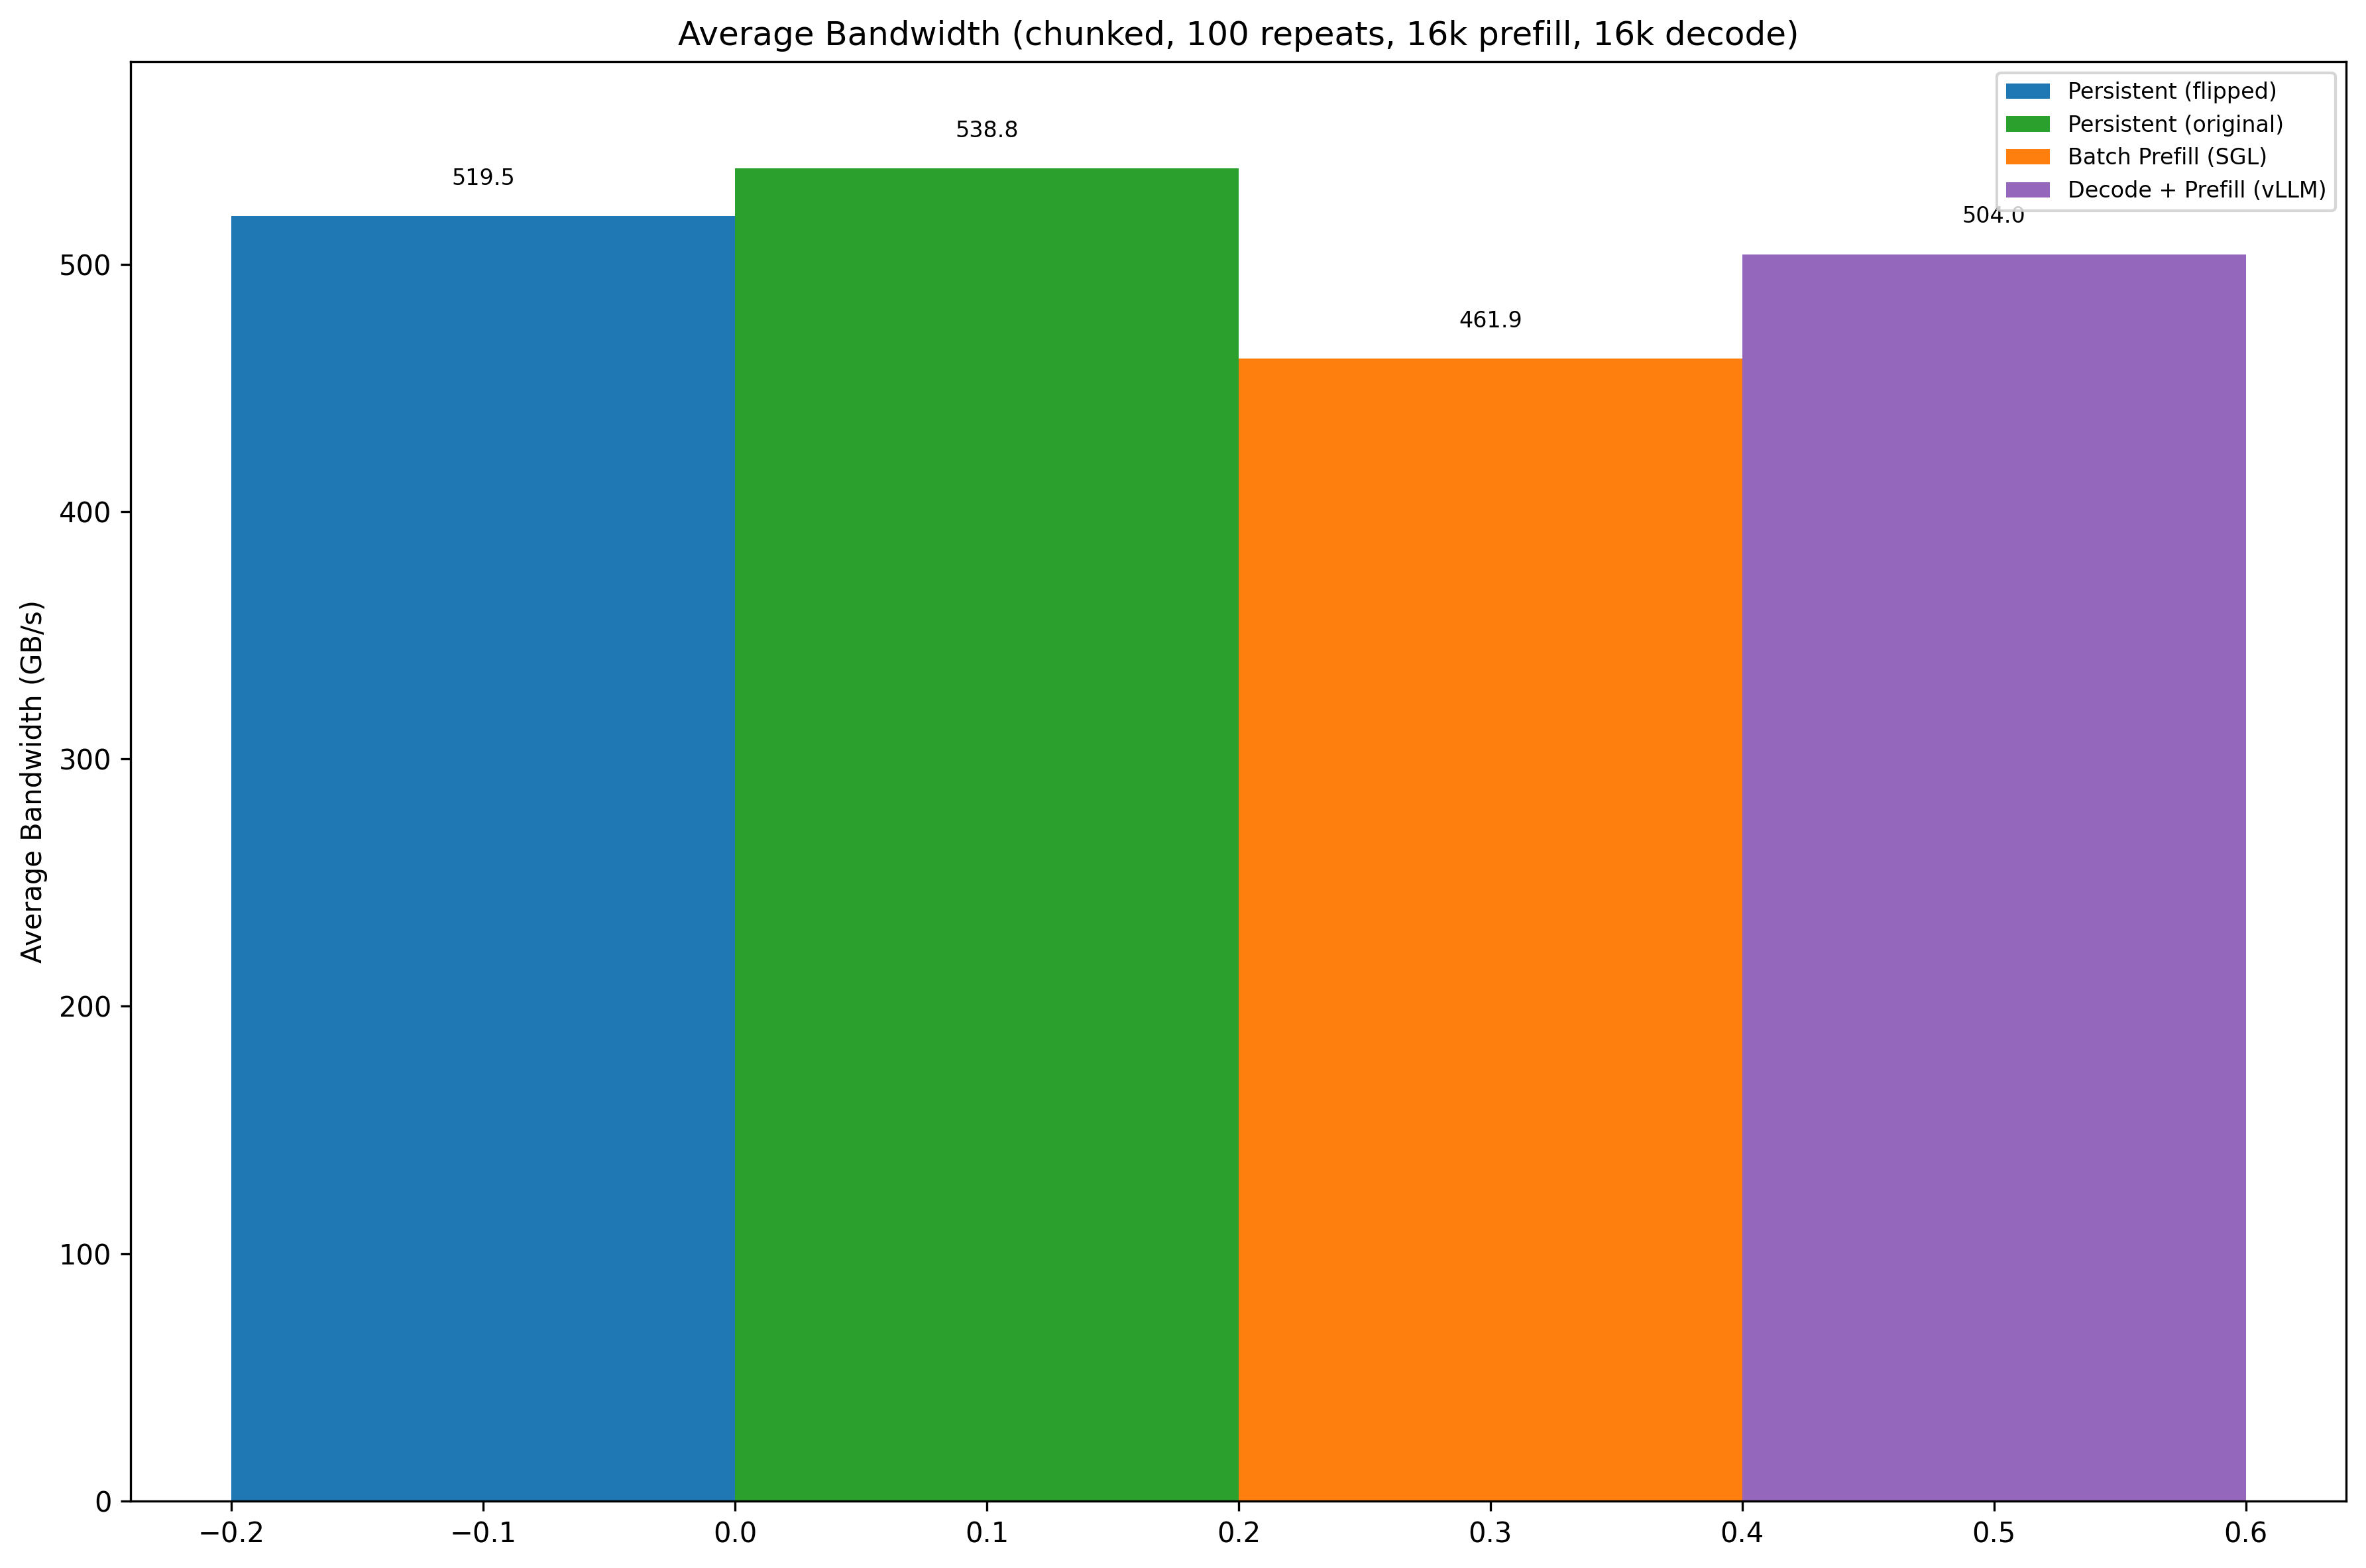 Average Bandwidth (chunked, 100 repeats, 16k prefill, 16k decode)
Persistent (flipped)
Persistent (original)
Batch Prefill (SGL)
Decode + Prefill (vLLM)
538.8
519.5
504.0
461.9
Average Bandwidth (GB/s)
500
400
300
200
100
0
−0.2 −0.1 0.0 0.1 0.2 0.3 0.4 0.5 0.6